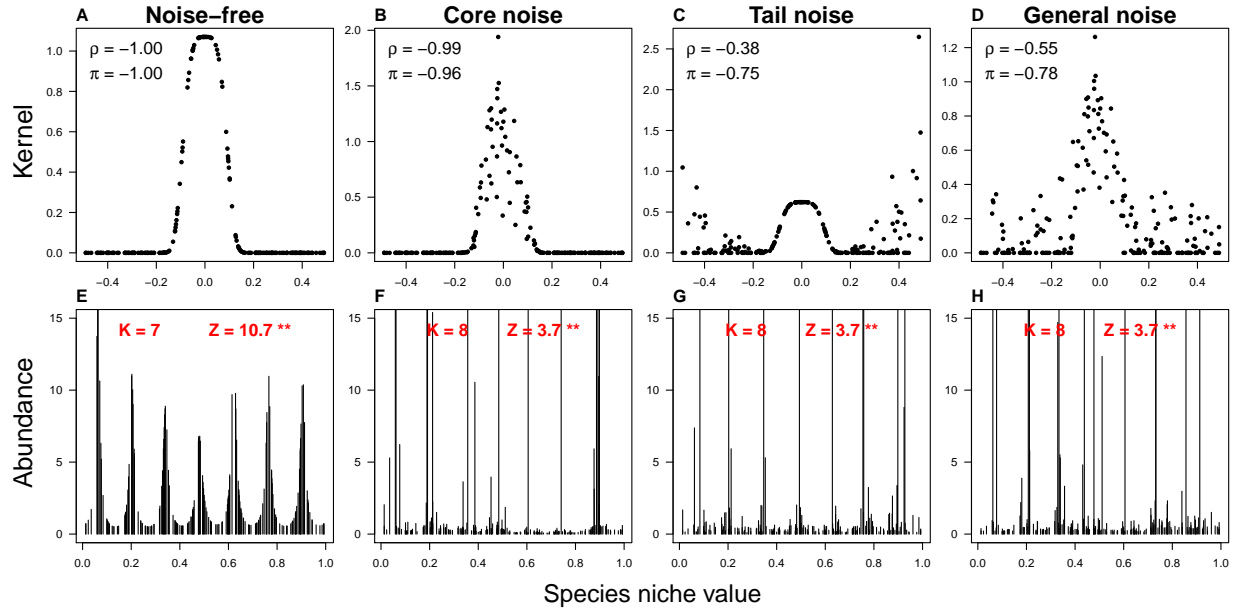 A Noise−free
B Core noise
C Tail noise
D General noise
Kernel
ρ = −1.00
π = −1.00
0.0 0.2 0.4 0.6 0.8 1.0
−0.4 −0.2 0.0 0.2 0.4
ρ = −0.99
π = −0.96
0.0 0.5 1.0 1.5 2.0
−0.4 −0.2 0.0 0.2 0.4
ρ = −0.38
π = −0.75
0.0 0.5 1.0 1.5 2.0 2.5
−0.4 −0.2 0.0 0.2 0.4
ρ = −0.55
π = −0.78
0.0 0.2 0.4 0.6 0.8 1.0 1.2
−0.4 −0.2 0.0 0.2 0.4
Abundance
E
K = 7 Z = 10.7 **
0 5 10 15
0.0 0.2 0.4 0.6 0.8 1.0
F
K = 8 Z = 3.7 **
0 5 10 15
0.0 0.2 0.4 0.6 0.8 1.0
G
K = 8 Z = 3.7 **
0 5 10 15
0.0 0.2 0.4 0.6 0.8 1.0
H
K = 8 Z = 3.7 **
0 5 10 15
0.0 0.2 0.4 0.6 0.8 1.0
Species niche value